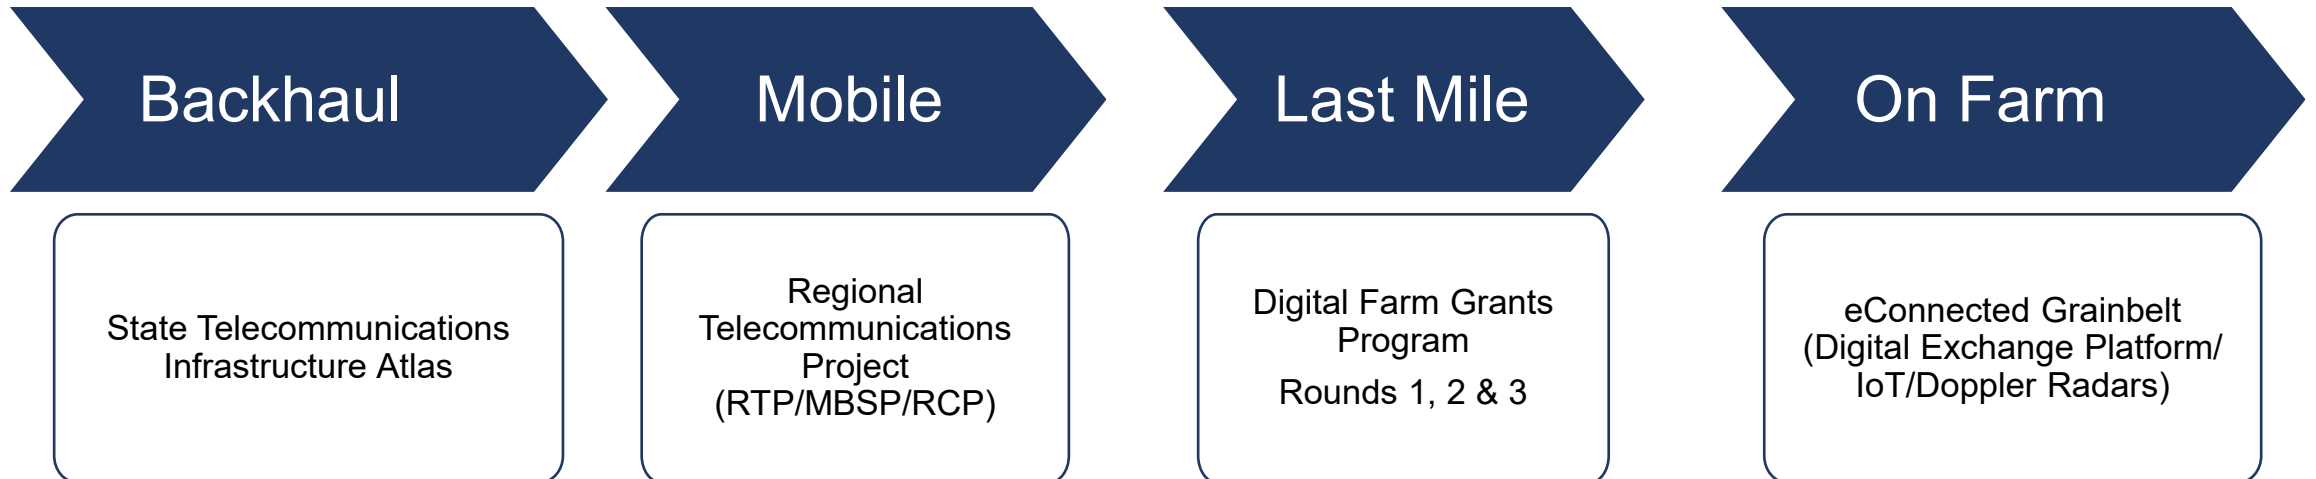 Backhaul
Mobile
Last Mile
On Farm
State Telecommunications
Infrastructure Atlas
Regional
Telecommunications
Project
(RTP/MBSP/RCP)
Digital Farm Grants
Program
Rounds 1, 2 & 3
eConnected Grainbelt
(Digital Exchange Platform/
IoT/Doppler Radars)